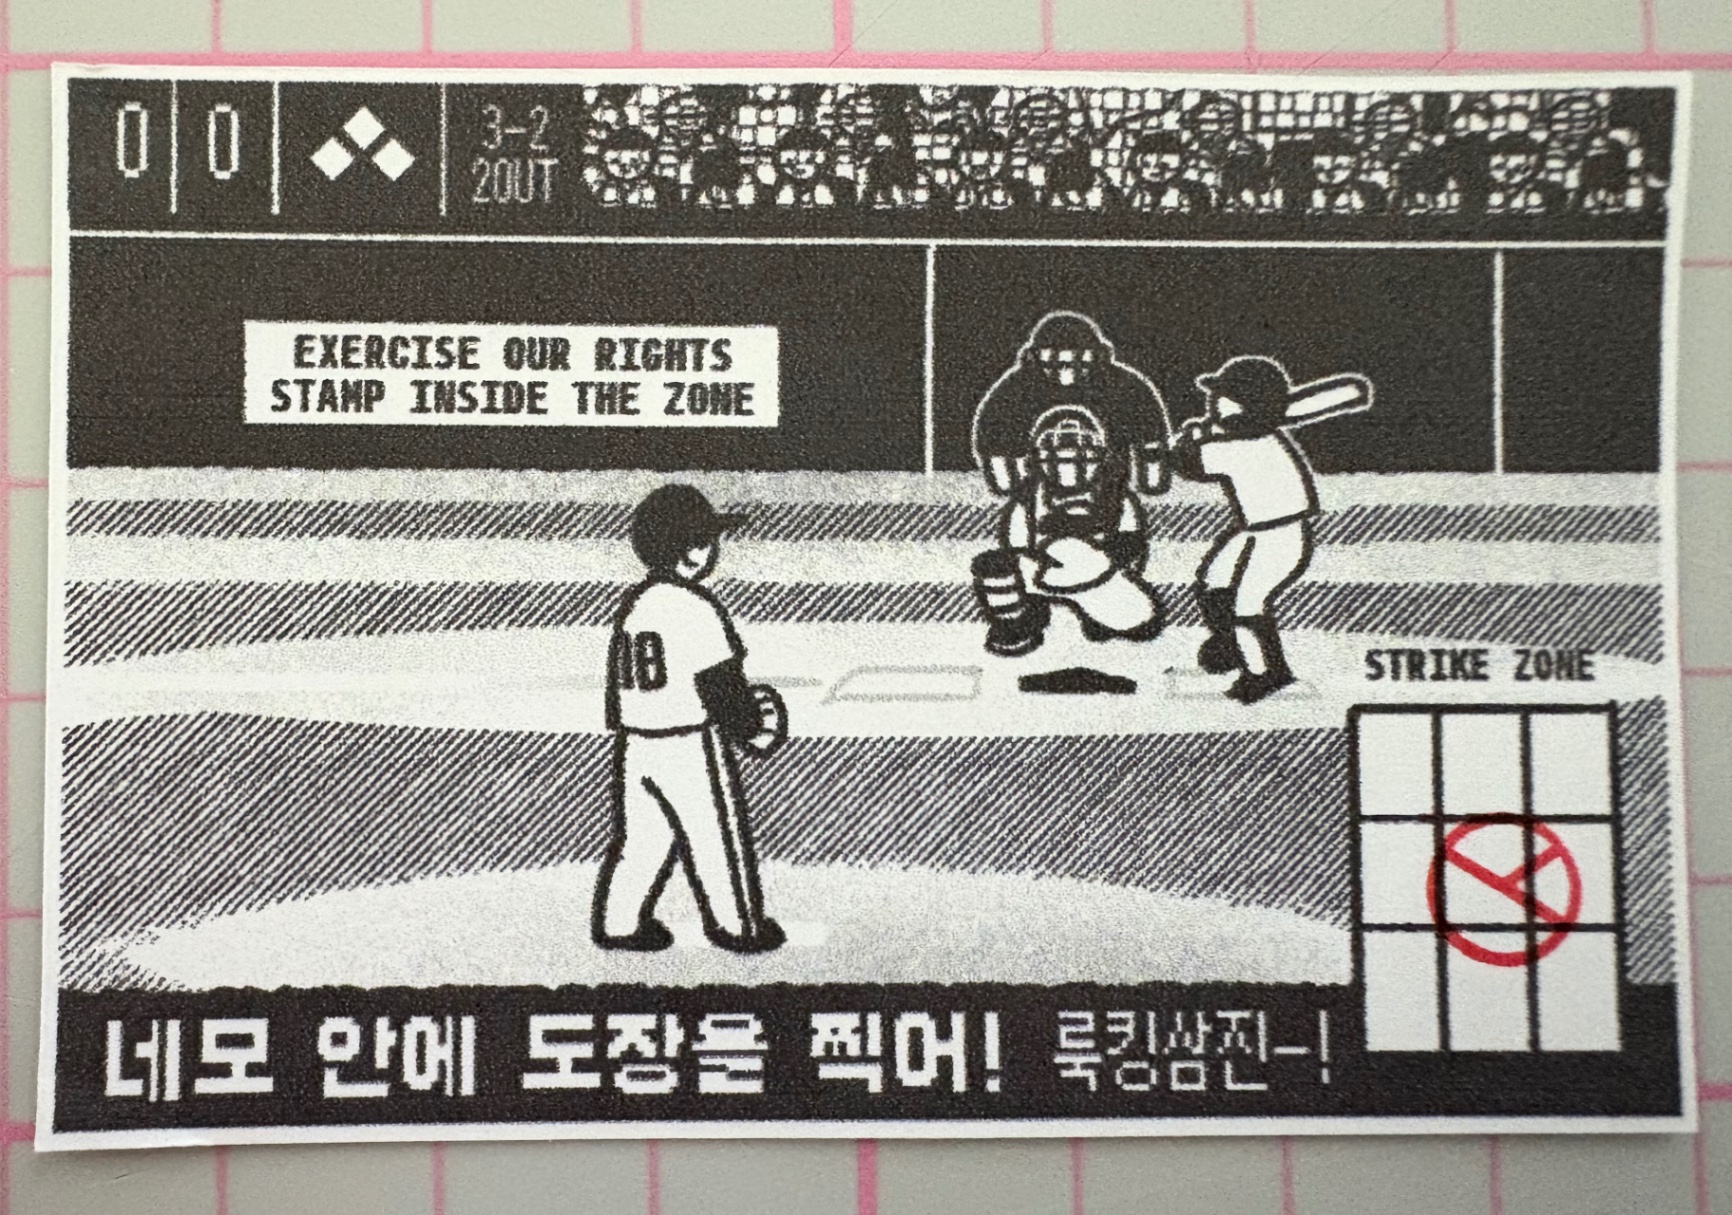 0 0
3-2
2OUT
EXERCISE OUR RIGHTS
STAMP INSIDE THE ZONE
18
STRIKE ZONE
네모 안에 도장을 찍어! 룩킹삼진-!